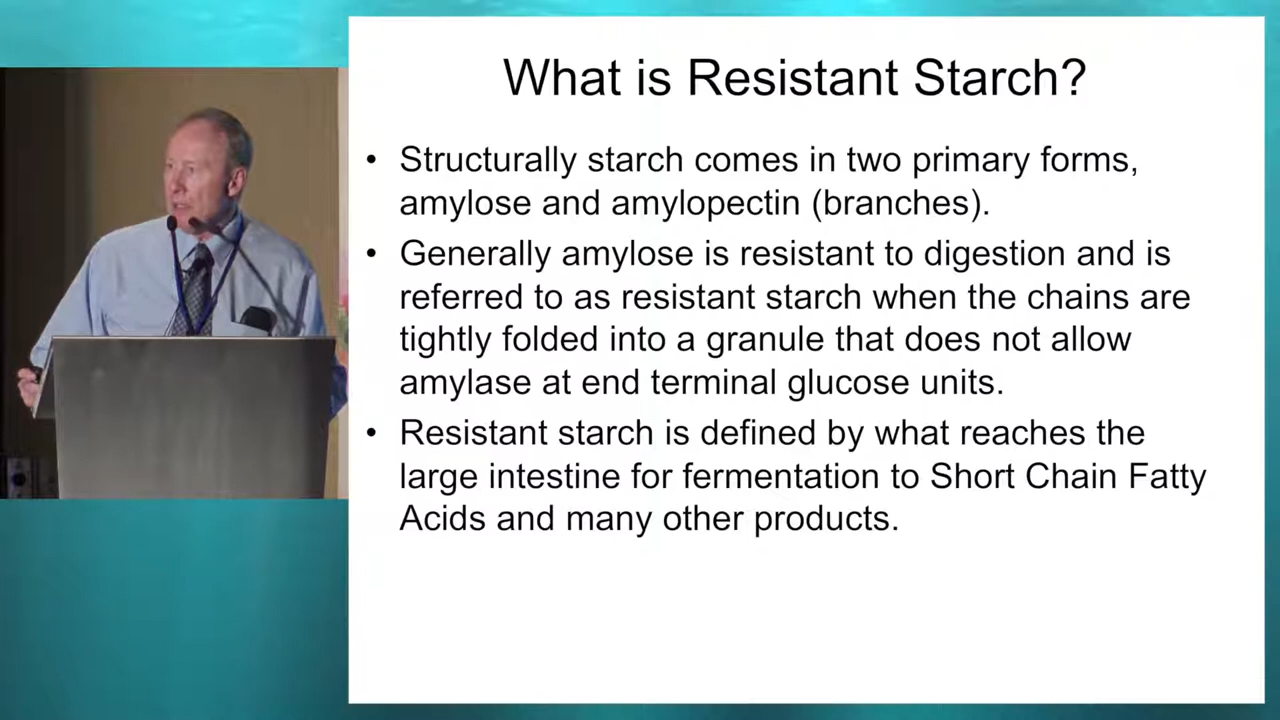 What is Resistant Starch?
• Structurally starch comes in two primary forms,
amylose and amylopectin (branches).
• Generally amylose is resistant to digestion and is
referred to as resistant starch when the chains are
tightly folded into a granule that does not allow
amylase at end terminal glucose units.
• Resistant starch is defined by what reaches the
large intestine for fermentation to Short Chain Fatty
Acids and many other products.